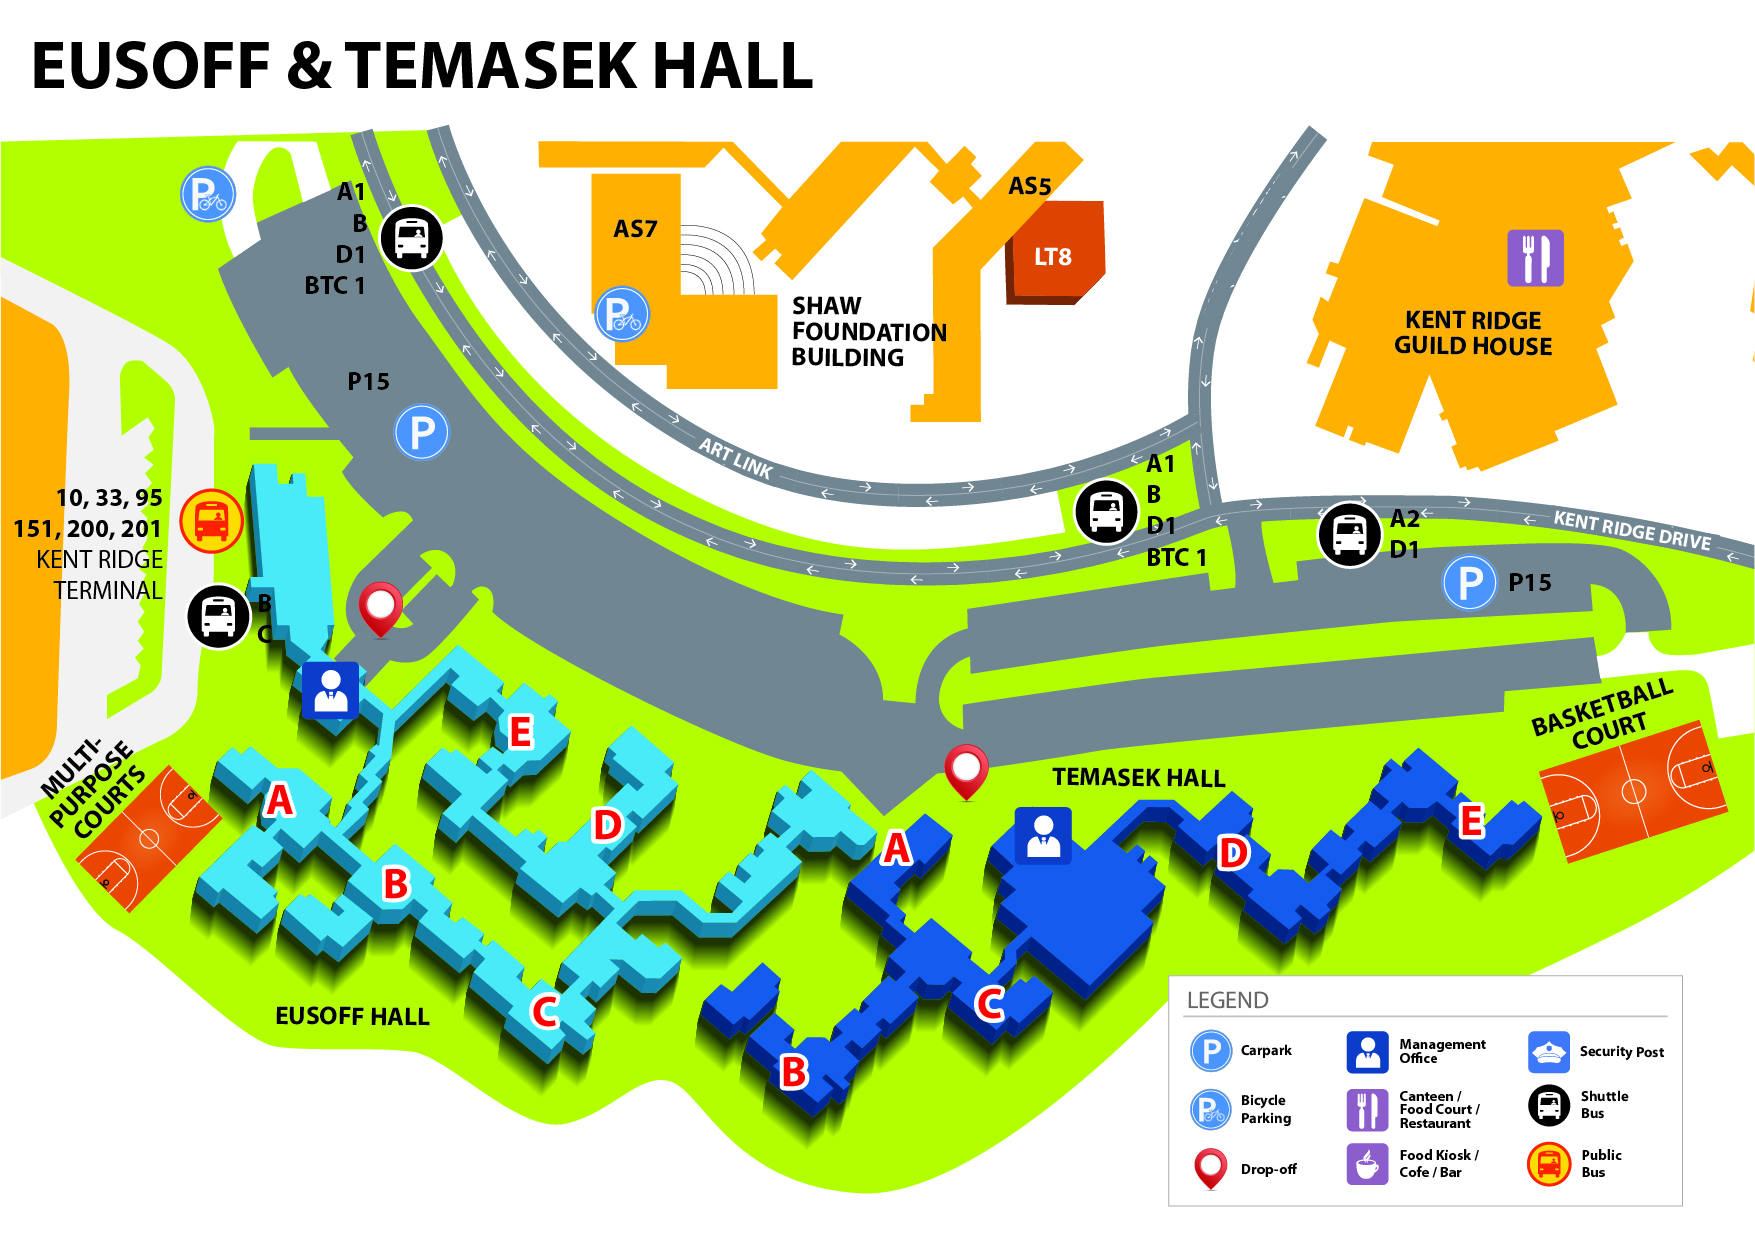 EUSOFF & TEMASEK HALL
A1
B
D1
BTC 1
P15
P
P
AS7
P
SHAW
FOUNDATION
BUILDING
AS5
LT8
KENT RIDGE
GUILD HOUSE
ART LINK
A1
B
D1
BTC 1
A2
D1
KENT RIDGE DRIVE
P
P15
10, 33, 95
151, 200, 201
KENT RIDGE
TERMINAL
B
C
MULTI-
PURPOSE
COURTS
A
B
C
D
E
EUSOFF HALL
TEMASEK HALL
A
B
C
D
E
BASKETBALL
COURT
LEGEND
P
Carpark
P
Bicycle
Parking
Drop-off
Management
Office
Canteen /
Food Court /
Restaurant
Food Kiosk /
Cofe / Bar
Security Post
Shuttle
Bus
Public
Bus